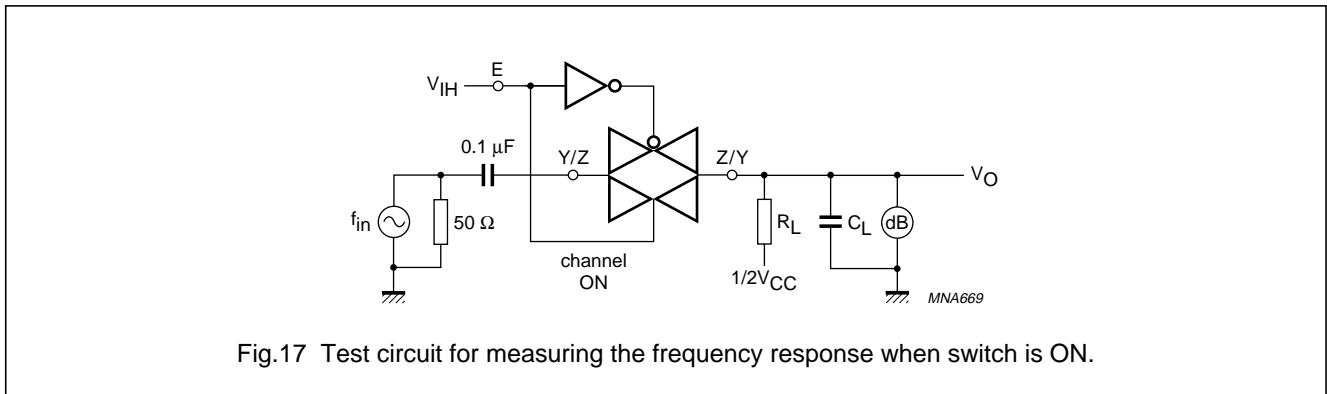 E
V_IH
0.1 µF
Y/Z
Z/Y
V_O
f_in
50 Ω
R_L
C_L
dB
channel
ON
1/2V_CC
MNA669
Fig.17 Test circuit for measuring the frequency response when switch is ON.